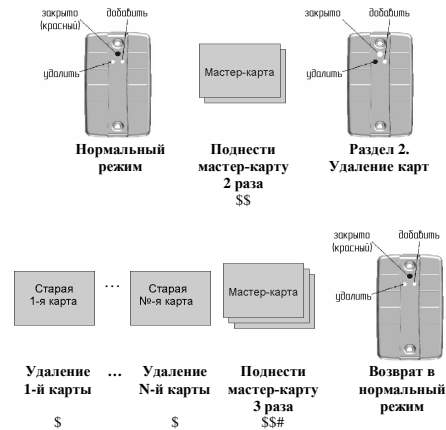 закрыто
(красный)
добавить
удалить
Мастер-карта
закрыто
добавить
удалить
Нормальный
режим
Поднести
мастер-карту
2 раза
$$
Раздел 2.
Удаление карт
закрыто
(красный)
добавить
удалить
Старая
1-я карта
...
Старая
№-я карта
Мастер-карта
Удаление
1-й карты
$
...
Удаление
N-й карты
$
Поднести
мастер-карту
3 раза
$$#
Возврат в
нормальный
режим